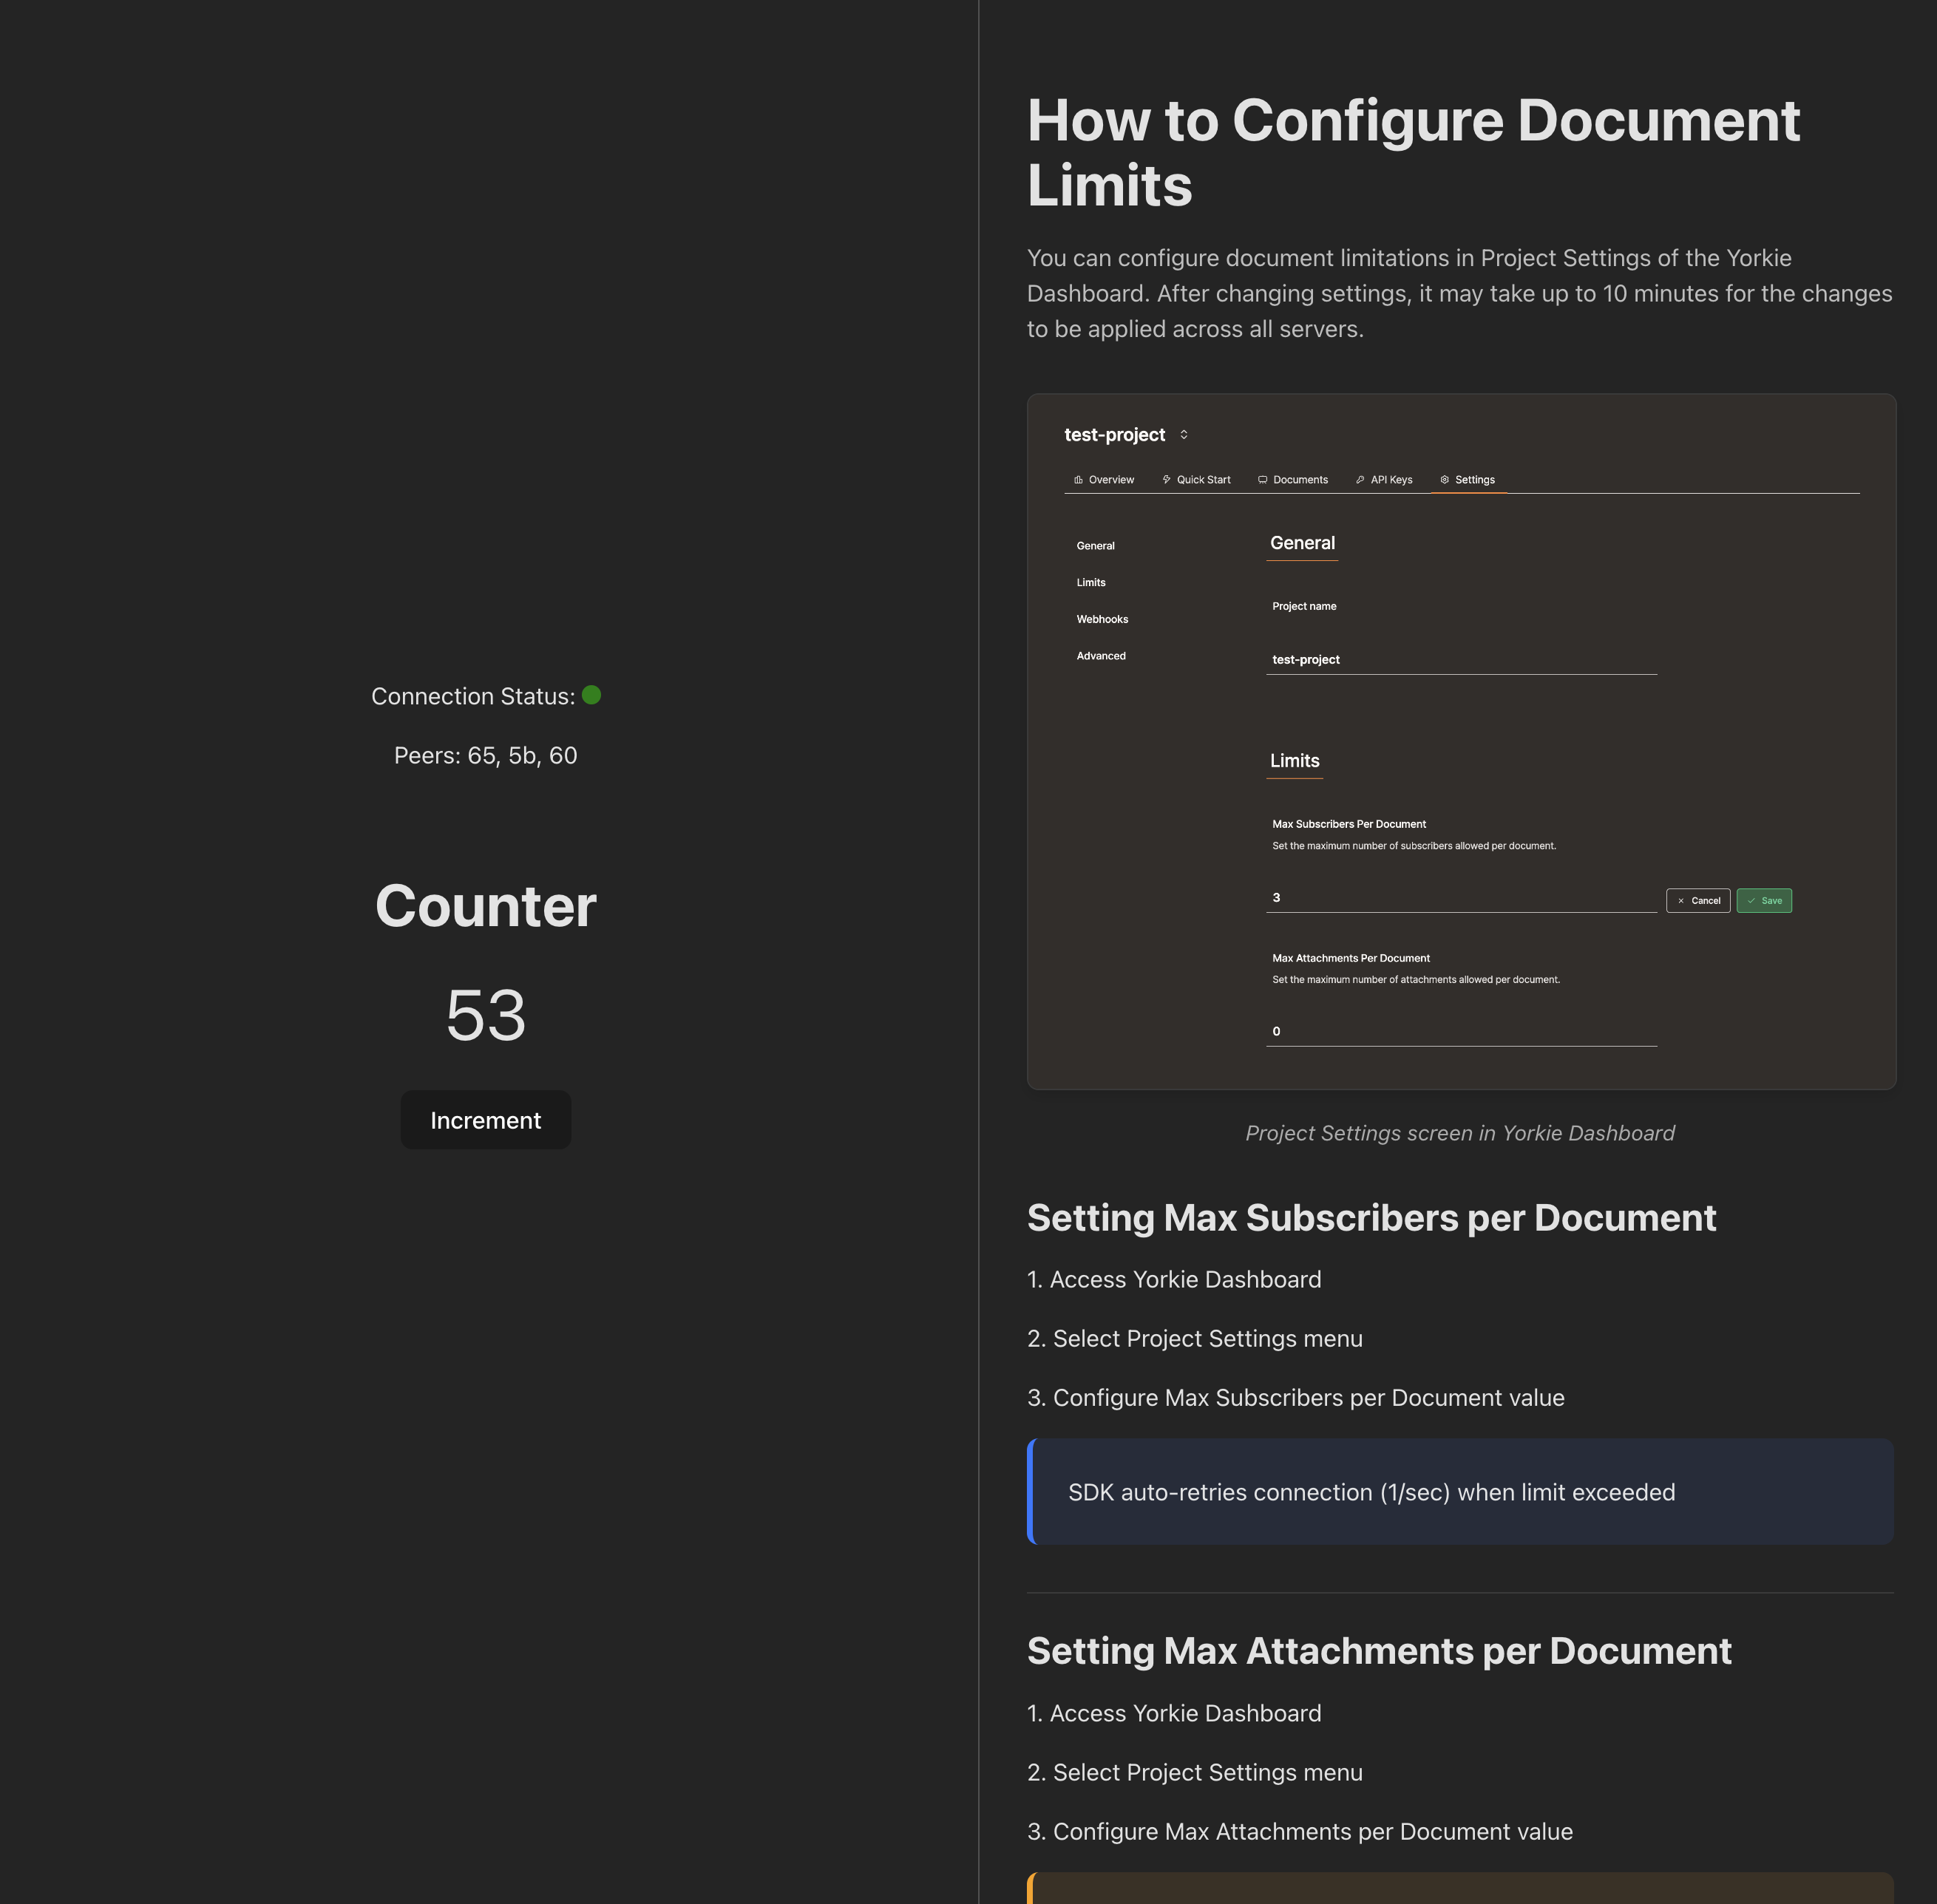 Connection Status:
Peers: 65, 5b, 60
Counter
53
Increment
How to Configure Document
Limits
You can configure document limitations in Project Settings of the Yorkie
Dashboard. After changing settings, it may take up to 10 minutes for the changes
to be applied across all servers.
test-project
Overview Quick Start Documents API Keys Settings
General
Limits
Webhooks
Advanced
General
Project name
test-project
Limits
Max Subscribers Per Document
Set the maximum number of subscribers allowed per document.
3
Cancel Save
Max Attachments Per Document
Set the maximum number of attachments allowed per document.
0
Project Settings screen in Yorkie Dashboard
Setting Max Subscribers per Document
1. Access Yorkie Dashboard
2. Select Project Settings menu
3. Configure Max Subscribers per Document value
SDK auto-retries connection (1/sec) when limit exceeded
Setting Max Attachments per Document
1. Access Yorkie Dashboard
2. Select Project Settings menu
3. Configure Max Attachments per Document value